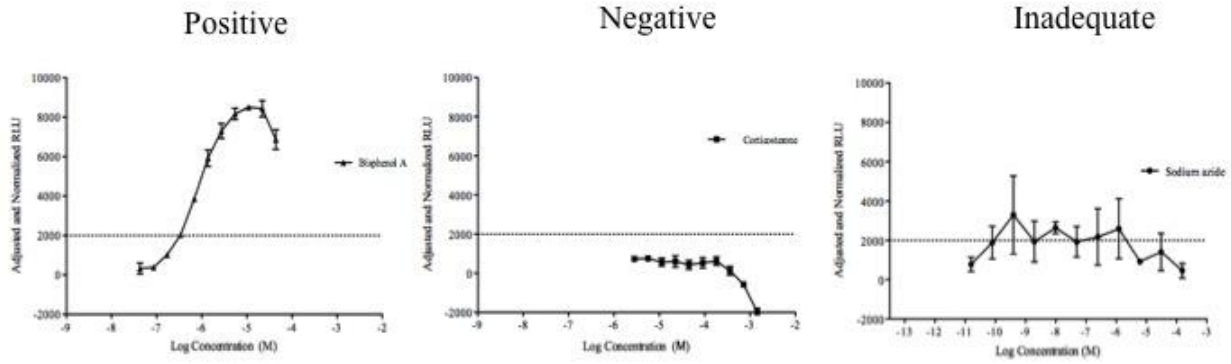 Positive
Negative
Inadequate
Adjusted and Normalized RLU
10000
8000
6000
4000
2000
0
-2000
-9 -8 -7 -6 -5 -4 -3 -2
Log Concentration (M)
Bisphenol A
Adjusted and Normalized RLU
10000
8000
6000
4000
2000
0
-2000
-9 -8 -7 -6 -5 -4 -3 -2
Log Concentration (M)
Corticosterone
Adjusted and Normalized RLU
10000
8000
6000
4000
2000
0
-2000
-13 -12 -11 -10 -9 -8 -7 -6 -5 -4 -3
Log Concentration (M)
Sodium azide